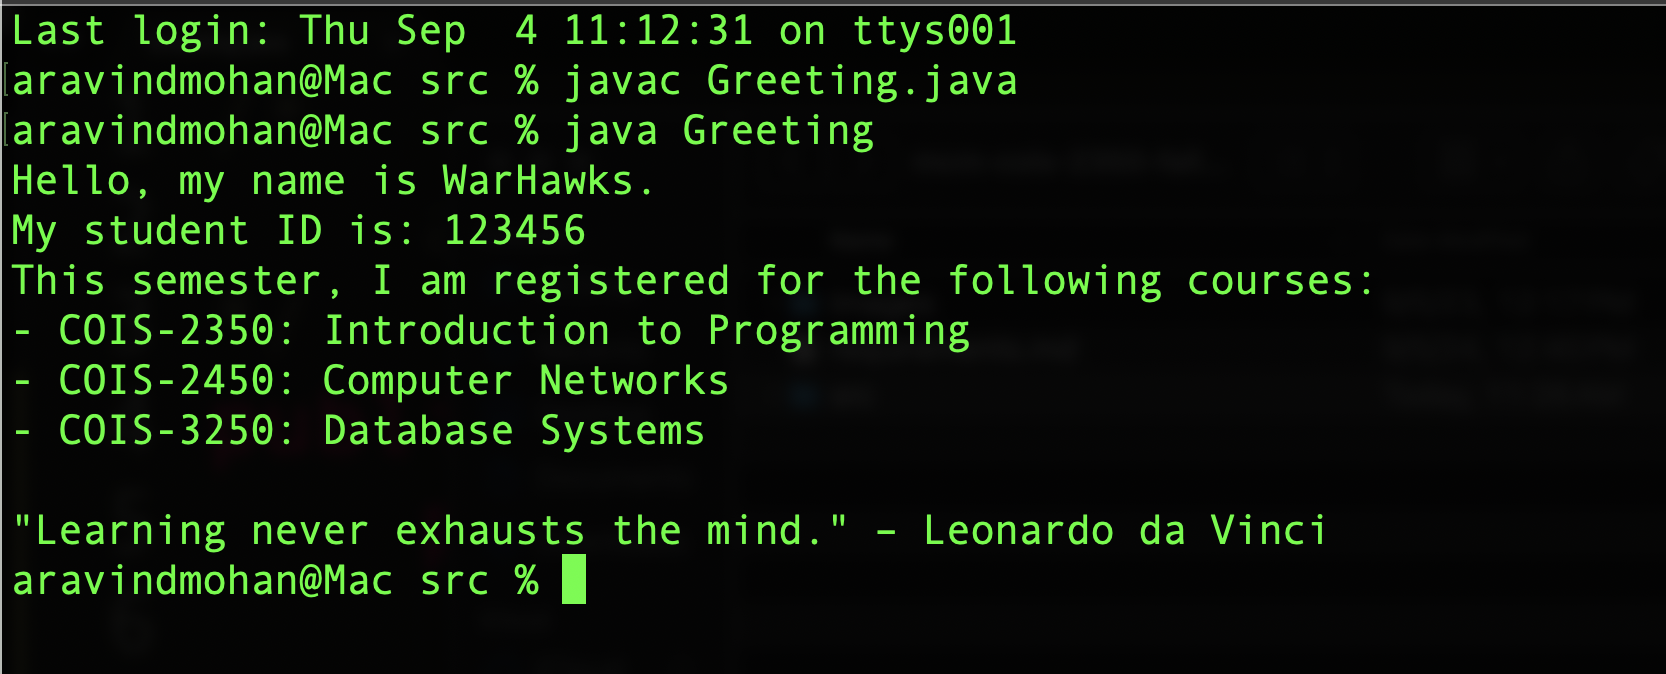 Last login: Thu Sep  4 11:12:31 on ttys001
[aravindmohan@Mac src % javac Greeting.java
[aravindmohan@Mac src % java Greeting
Hello, my name is WarHawks.
My student ID is: 123456
This semester, I am registered for the following courses:
- COIS-2350: Introduction to Programming
- COIS-2450: Computer Networks
- COIS-3250: Database Systems

"Learning never exhausts the mind." – Leonardo da Vinci
aravindmohan@Mac src %